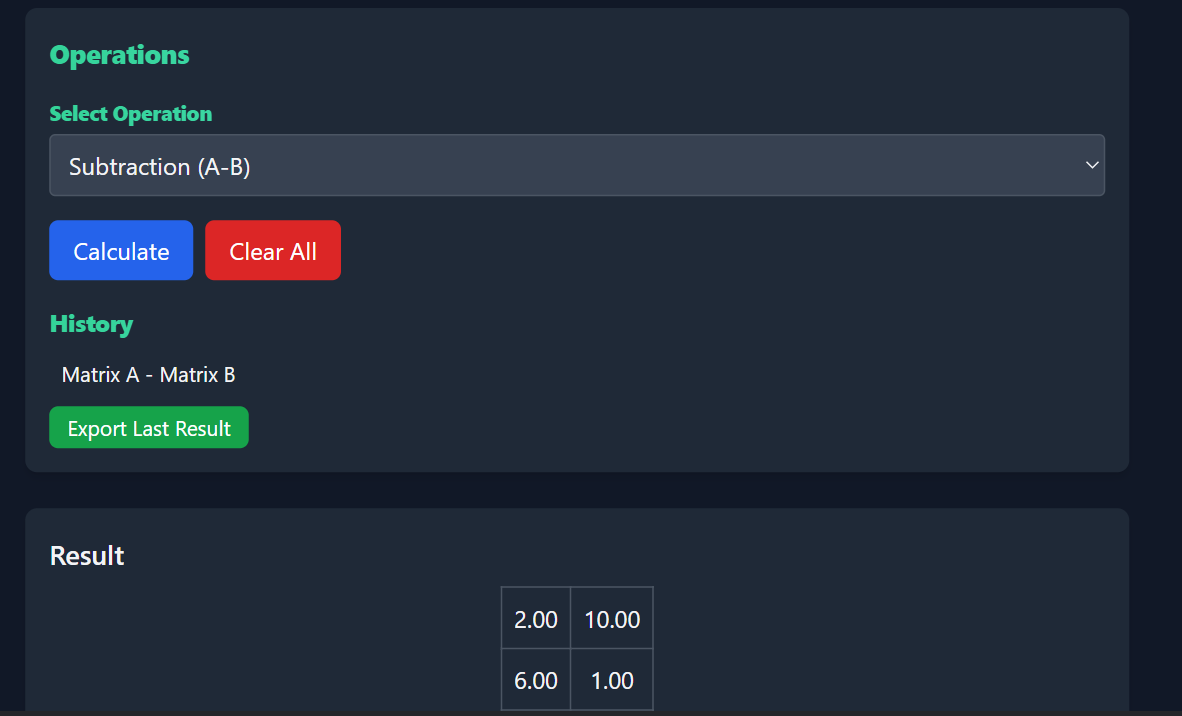 Operations
Select Operation
Subtraction (A-B)
Calculate Clear All
History
Matrix A - Matrix B
Export Last Result
Result
2.00 10.00
6.00 1.00